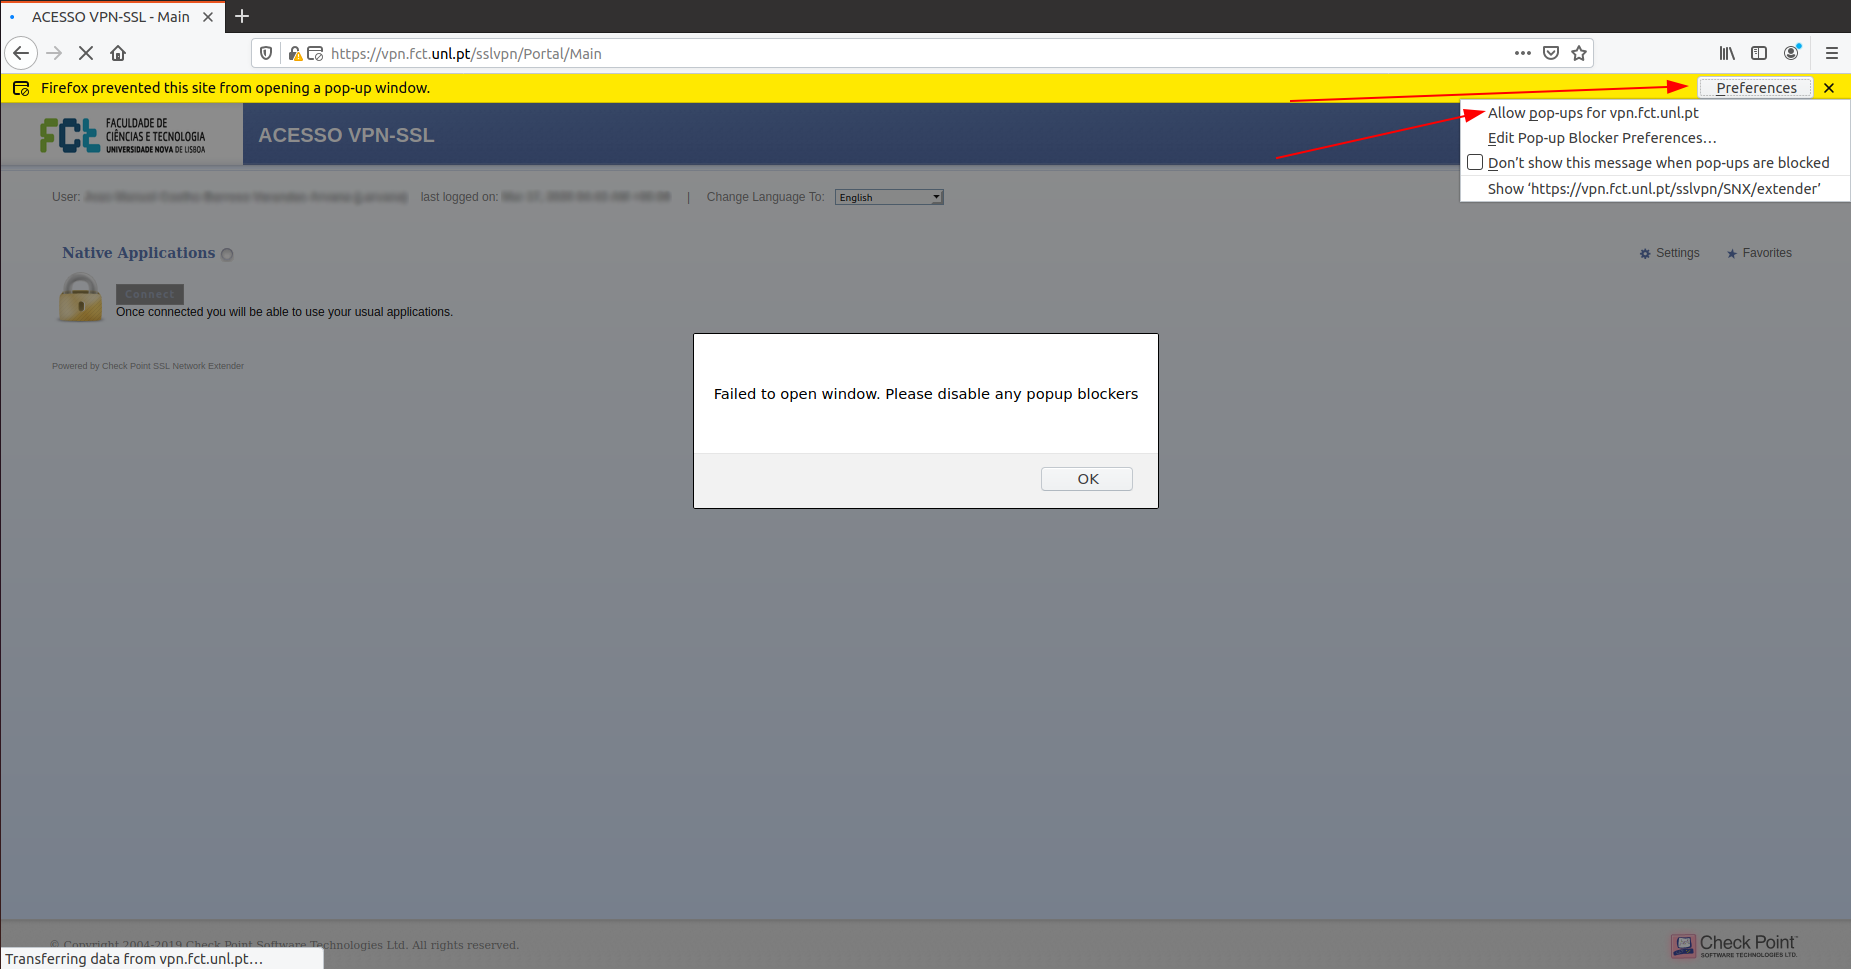 ACESSO VPN-SSL - Main
https://vpn.fct.unl.pt/sslvpn/Portal/Main
Firefox prevented this site from opening a pop-up window.
Preferences
Allow pop-ups for vpn.fct.unl.pt
Edit Pop-up Blocker Preferences…
Don’t show this message when pop-ups are blocked
Show ‘https://vpn.fct.unl.pt/sslvpn/SNX/extender’
FCt
FACULDADE DE
CIÊNCIAS E TECNOLOGIA
UNIVERSIDADE NOVA DE LISBOA
ACESSO VPN-SSL
User: last logged on: | Change Language To: English
Native Applications
Settings
Favorites
Connect
Once connected you will be able to use your usual applications.
Powered by Check Point SSL Network Extender
Failed to open window. Please disable any popup blockers
OK
© Copyright 2004-2019 Check Point Software Technologies Ltd. All rights reserved.
Check Point™
SOFTWARE TECHNOLOGIES LTD.
Transferring data from vpn.fct.unl.pt…